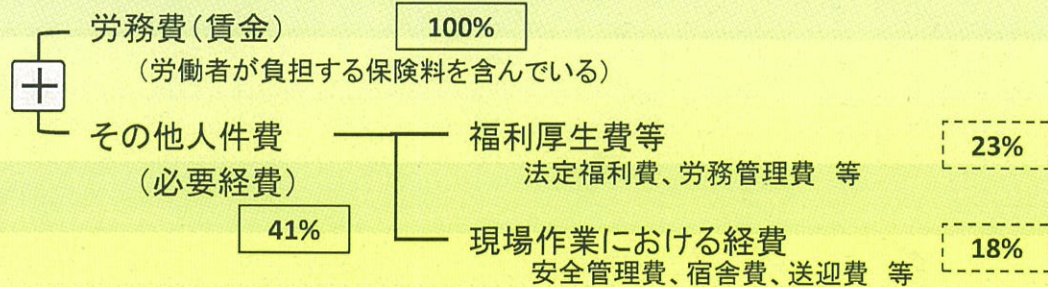 労務費(賃金) 100%
(労働者が負担する保険料を含んでいる)
+
その他人件費 福利厚生費等 23%
(必要経費) 法定福利費、労務管理費 等
41%
現場作業における経費 18%
安全管理費、宿舎費、送迎費 等